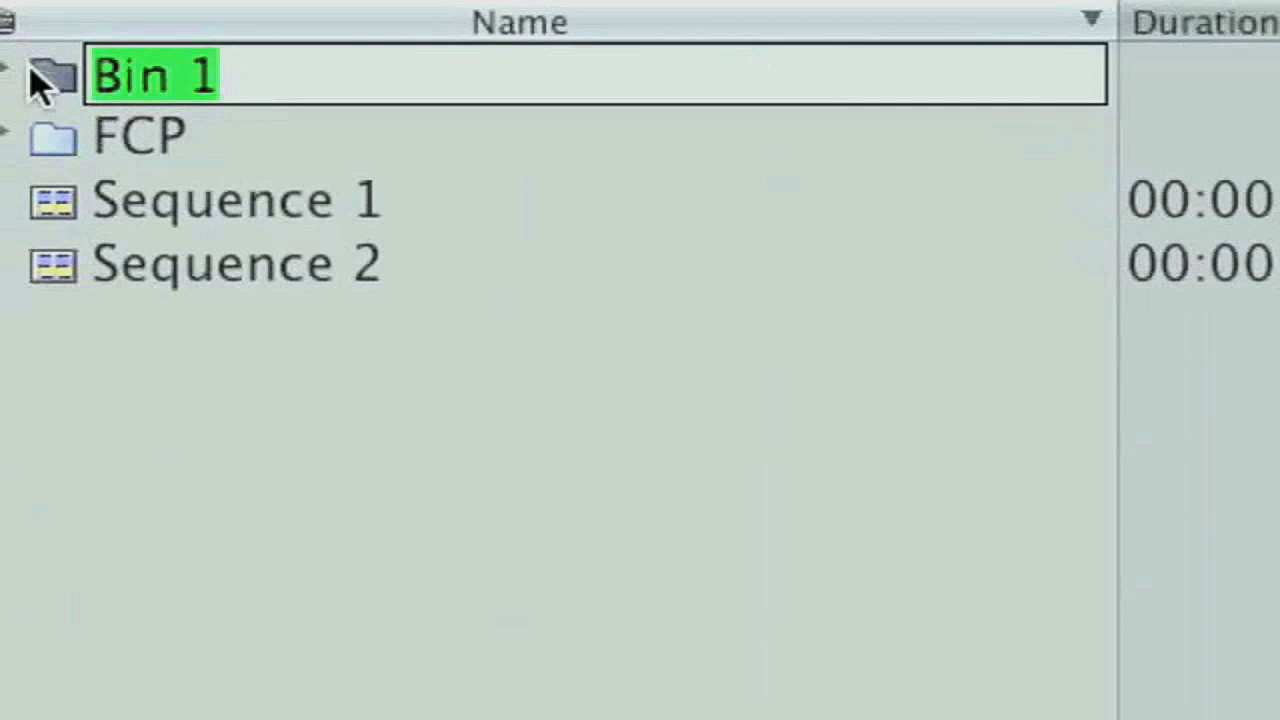 Name Duration
Bin 1
FCP
Sequence 1 00:00
Sequence 2 00:00